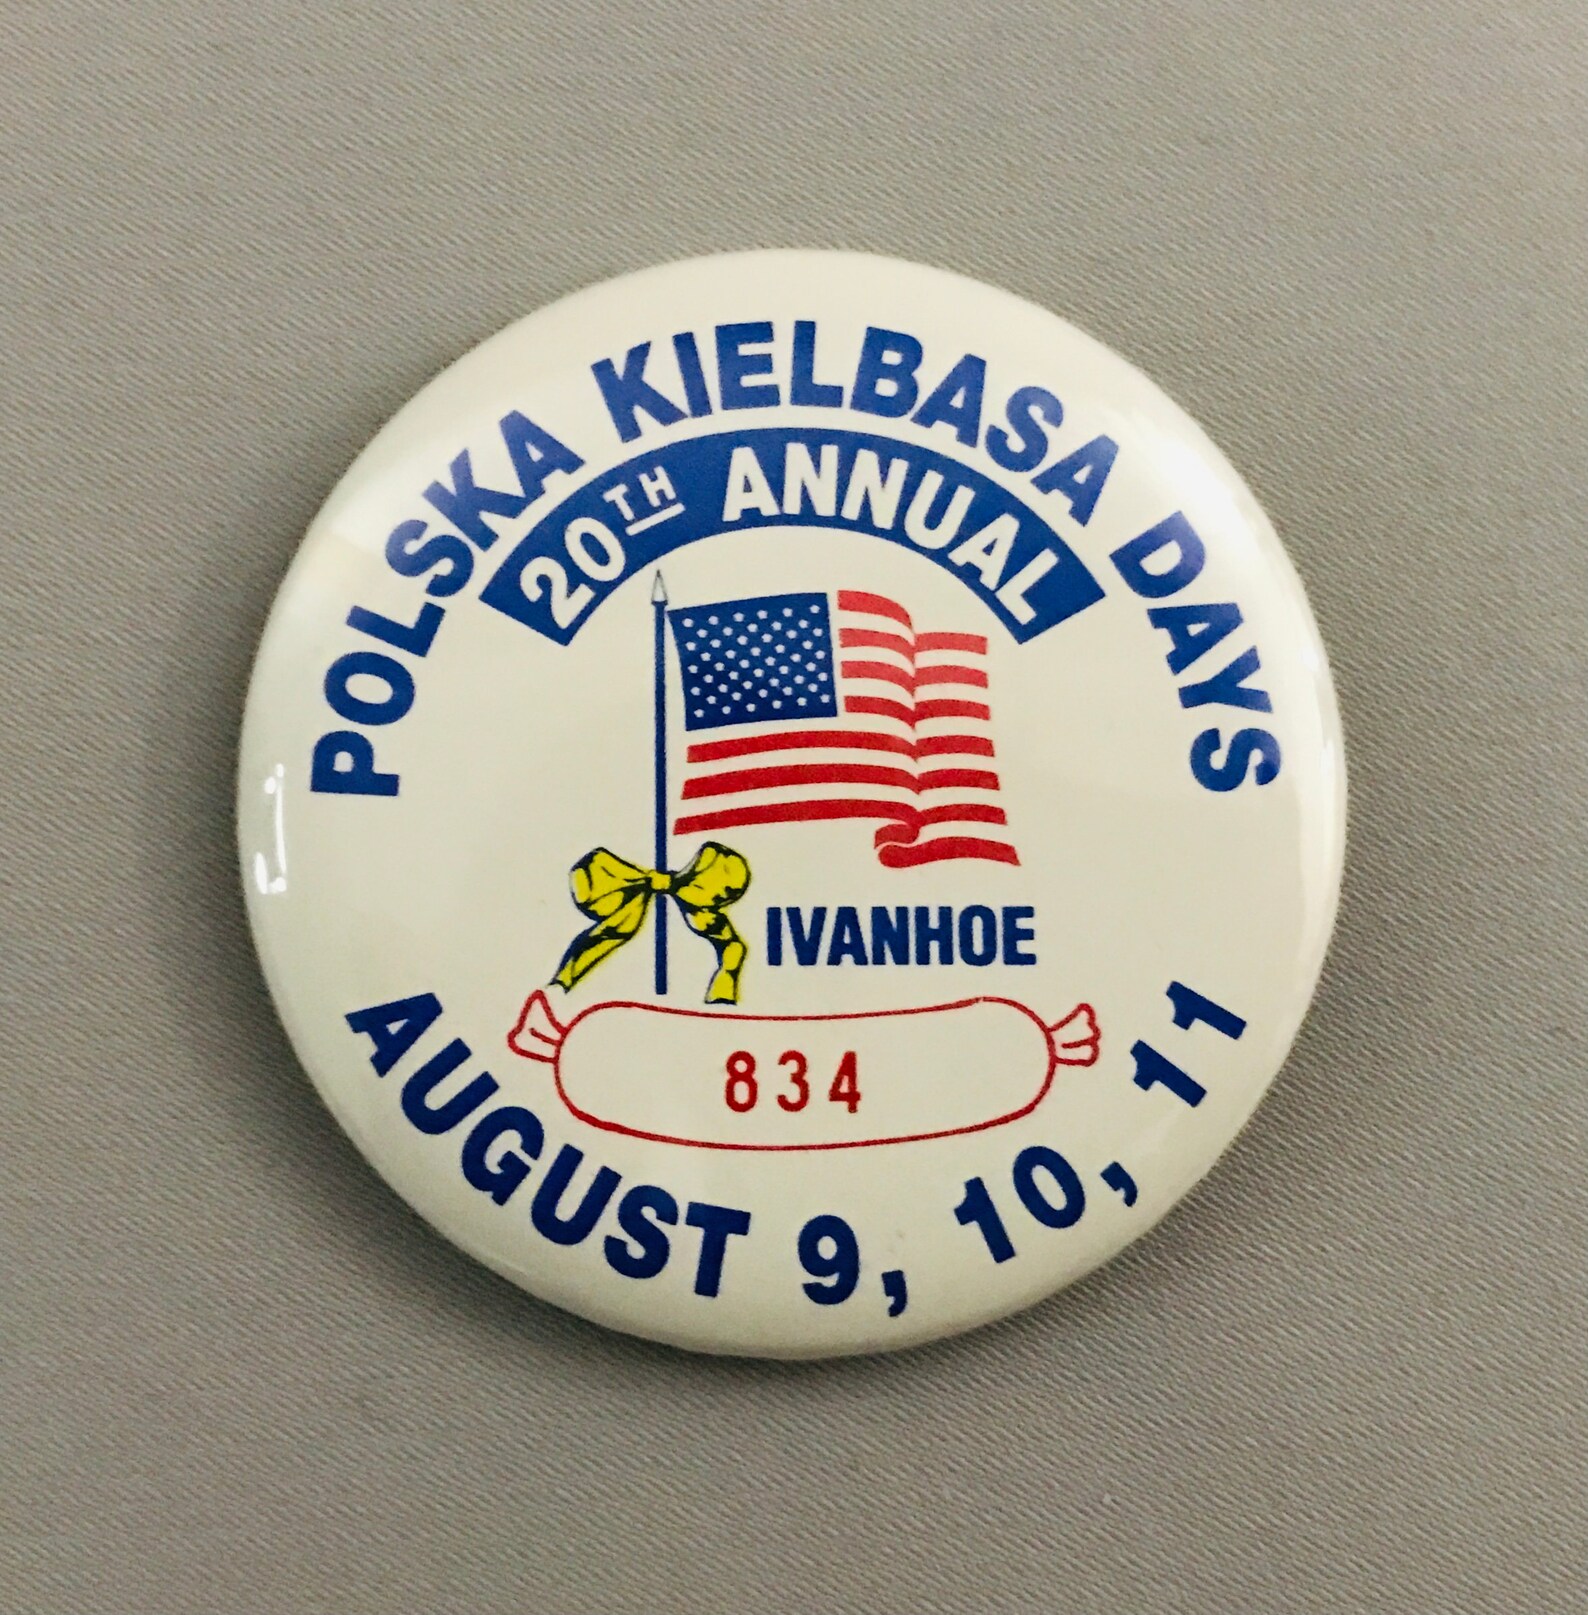 POLSKA KIELBASA DAYS
20TH ANNUAL
IVANHOE
834
AUGUST 9, 10, 11